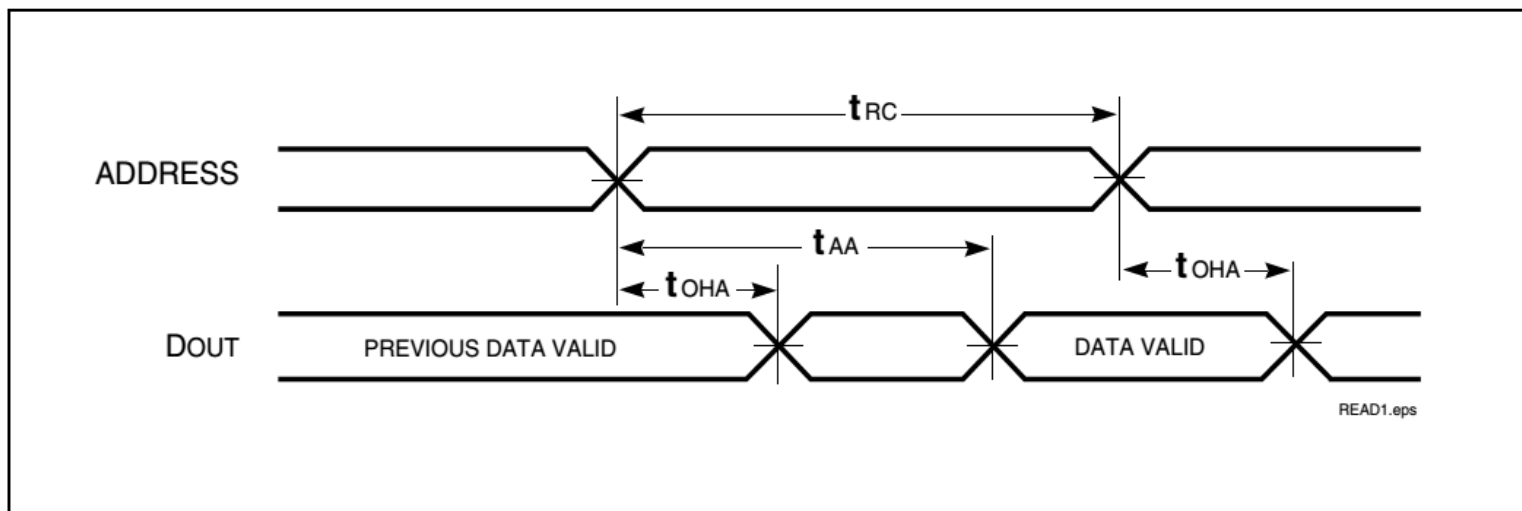 tRC
ADDRESS
tAA
tOHA
tOHA
DOUT
PREVIOUS DATA VALID
DATA VALID
READ1.eps